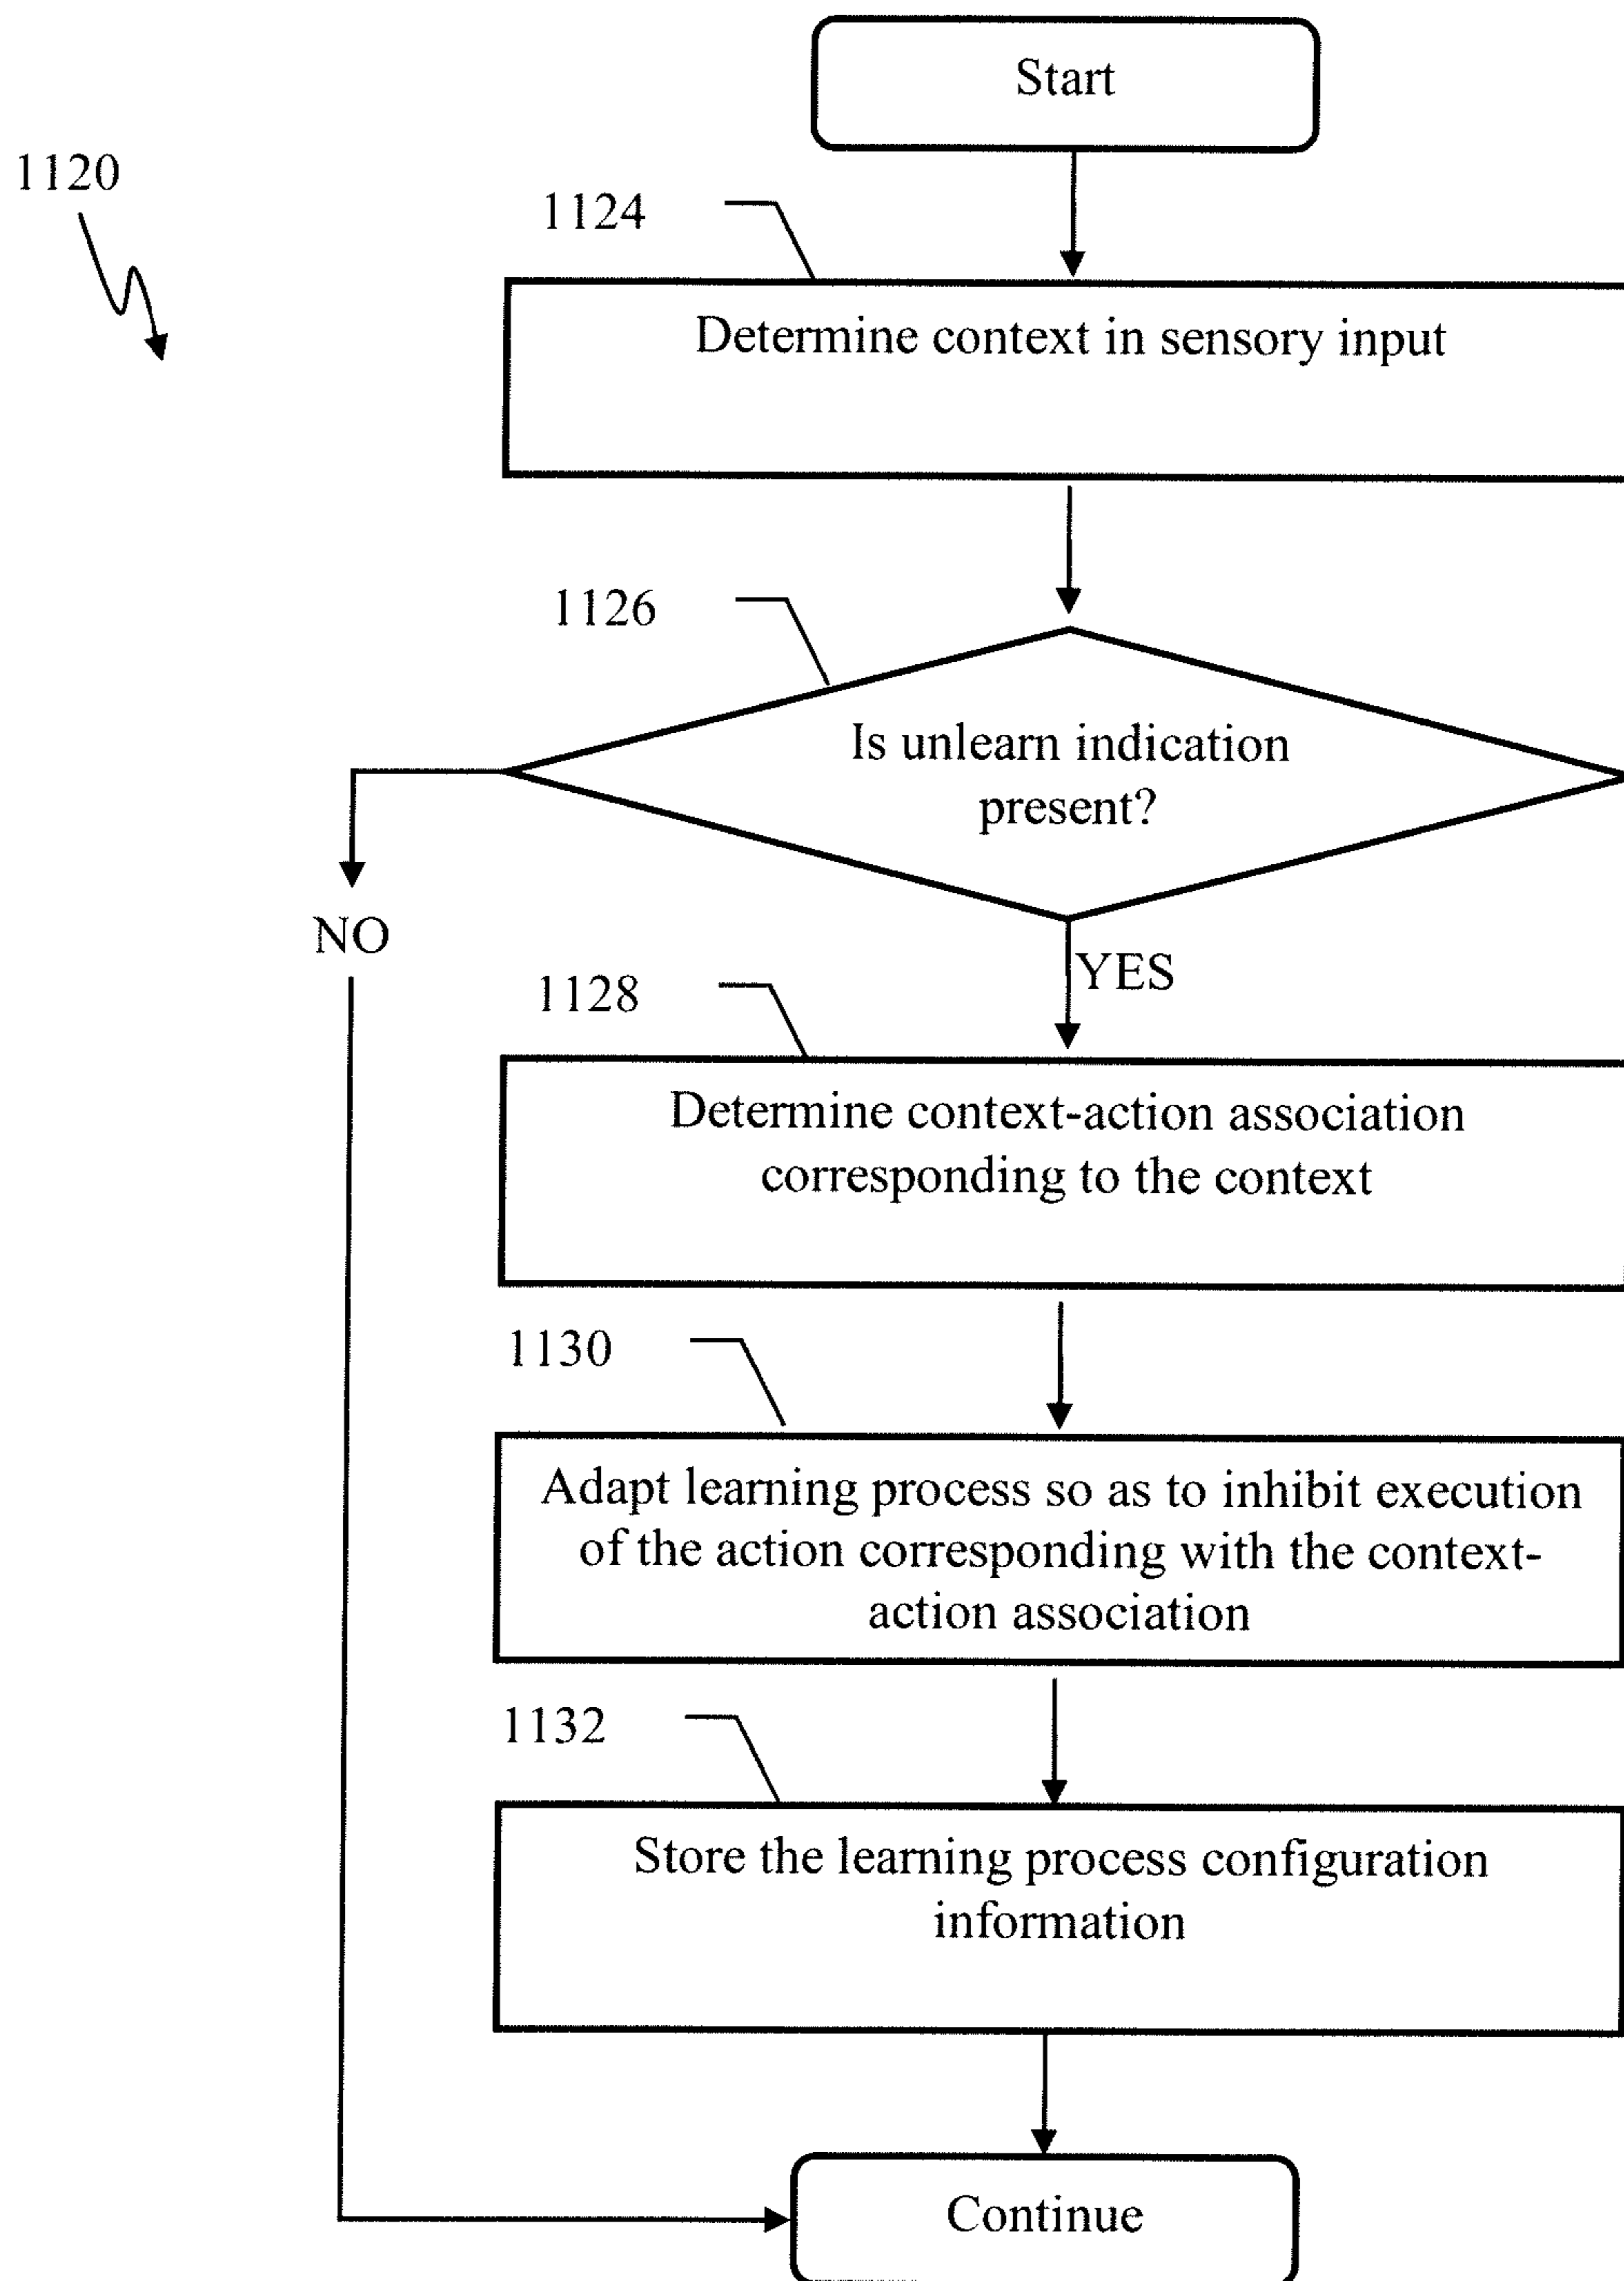 Start
1120
1124
Determine context in sensory input
1126
Is unlearn indication
present?
NO
YES
1128
Determine context-action association
corresponding to the context
1130
Adapt learning process so as to inhibit execution
of the action corresponding with the context-
action association
1132
Store the learning process configuration
information
Continue